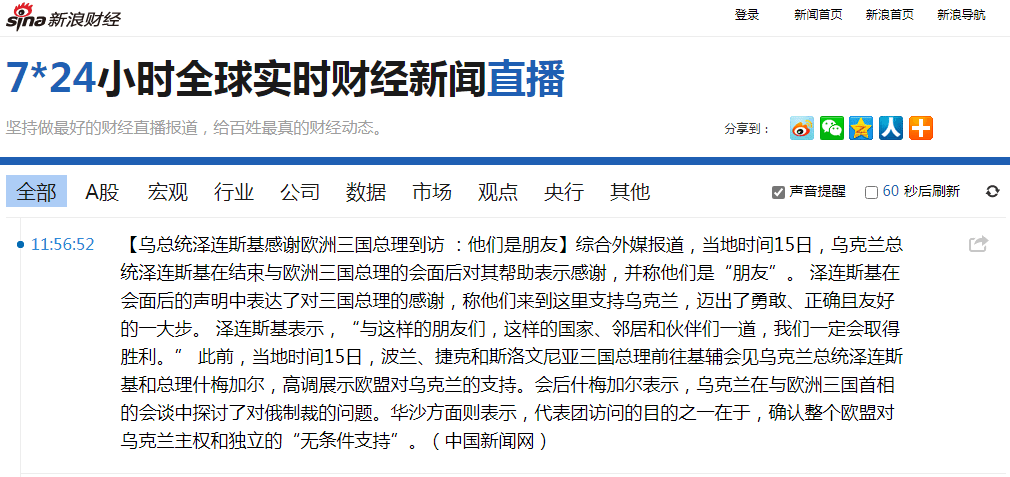 sina新浪财经
登录 新闻首页 新浪首页 新浪导航
7*24小时全球实时财经新闻直播
坚持做最好的财经直播报道，给百姓最真的财经动态。
分享到：
全部 A股 宏观 行业 公司 数据 市场 观点 央行 其他 声音提醒 60 秒后刷新
11:56:52 【乌总统泽连斯基感谢欧洲三国总理到访 ：他们是朋友】综合外媒报道，当地时间15日，乌克兰总
统泽连斯基在结束与欧洲三国总理的会面后对其帮助表示感谢，并称他们是“朋友”。 泽连斯基在
会面后的声明中表达了对三国总理的感谢，称他们来到这里支持乌克兰，迈出了勇敢、正确且友好
的一大步。 泽连斯基表示，“与这样的朋友们，这样的国家、邻居和伙伴们一道，我们一定会取得
胜利。” 此前，当地时间15日，波兰、捷克和斯洛文尼亚三国总理前往基辅会见乌克兰总统泽连斯
基和总理什梅加尔，高调展示欧盟对乌克兰的支持。会后什梅加尔表示，乌克兰在与欧洲三国首相
的会谈中探讨了对俄制裁的问题。华沙方面则表示，代表团访问的目的之一在于，确认整个欧盟对
乌克兰主权和独立的“无条件支持”。（中国新闻网）